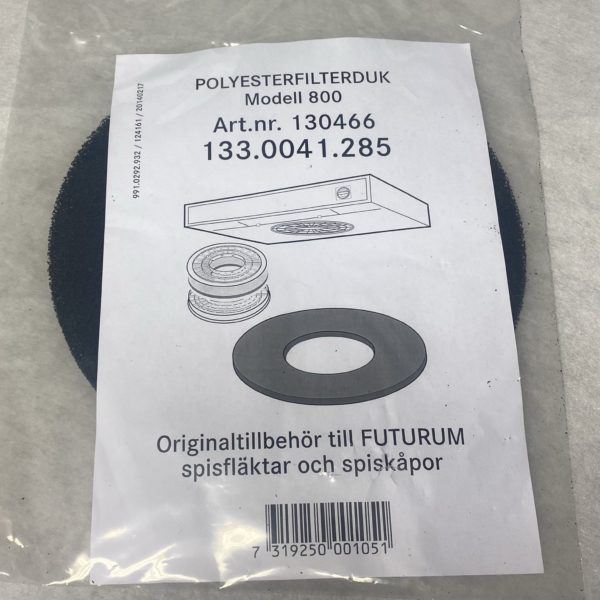 POLYESTERFILTERDUK
Modell 800
Art.nr. 130466
133.0041.285
991.0292.932 / 124161 / 20140217
Originaltillbehör till FUTURUM
spisfläktar och spiskåpor
7 319250 001051